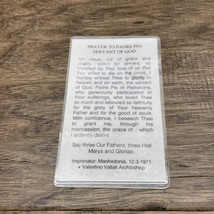 PRAYER TO PADRE PIO
SERVANT OF GOD
Oh Jesus, full of grace and
charity, victim for sinners, so
impelled by Your love of us that
You willed to die on the cross, I
humbly entreat Thee to glorify in
heaven and on earth, the servant
of God, Padre Pio of Pietrelcina,
who generously participated in
Your sufferings, who loved Thee
so much and laboured so faithfully
for the glory of Your heavenly
Father and for the good of souls.
With confidence, I beseech Thee
to grant me, through his
intercession, the grace of... which
I ardently desire.
Say three Our Fathers, three Hail
Marys and Glorias.
Imprimatur: Manfredonia, 12-3-1971
+ Valentino Vailati Archbishop